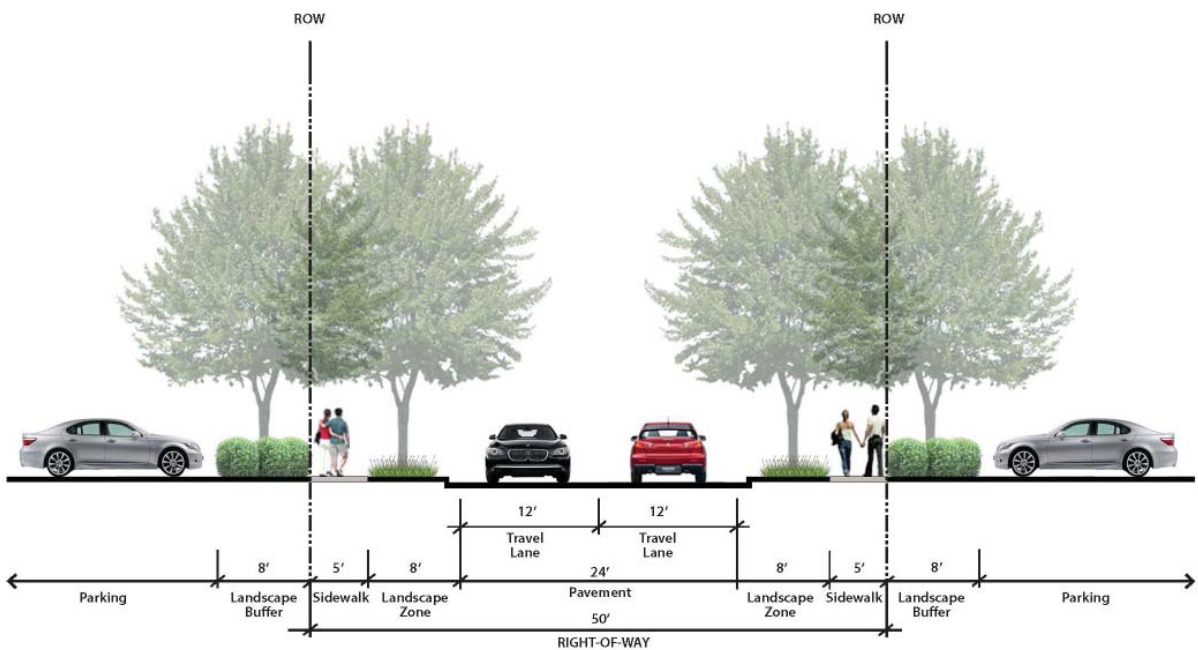 ROW
ROW
12'
12'
Travel
Lane
Travel
Lane
8'
5'
8'
24'
8'
5'
8'
Parking
Landscape
Buffer
Sidewalk
Landscape
Zone
Pavement
Landscape
Zone
Sidewalk
Landscape
Buffer
Parking
50'
RIGHT-OF-WAY